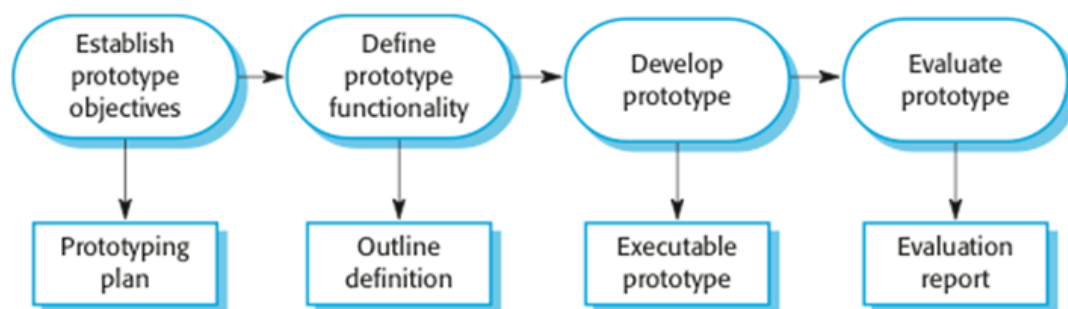 Establish
prototype
objectives
Define
prototype
functionality
Develop
prototype
Evaluate
prototype
Prototyping
plan
Outline
definition
Executable
prototype
Evaluation
report